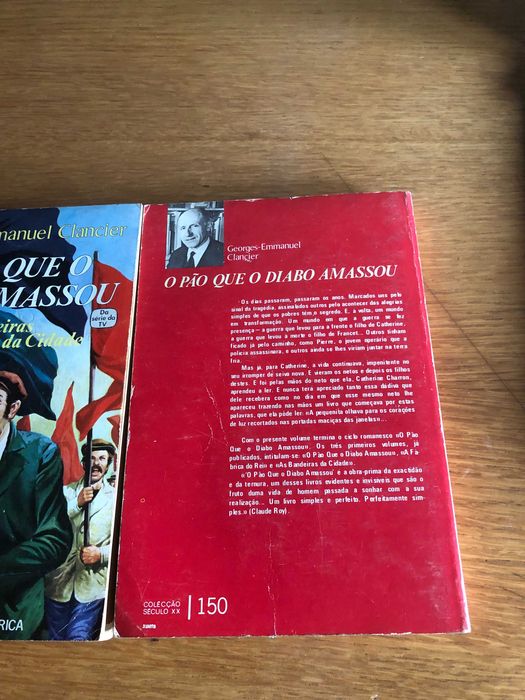 manuel Clancier
QUE O
MASSOU
Da
série da
TV
eiras
da Cidade
RICA
Georges-Emmanuel
Clancier
O PÃO QUE O DIABO AMASSOU
Os dias passaram, passaram os anos. Marcados uns pelo
sinal da tragédia, assinalados outros pelo acontecer das alegrias
simples de que os pobres têm o segredo. E, à volta, um mundo
em transformação. Um mundo em que a guerra se fez
presença — a guerra que levou para a frente o filho de Catherine,
a guerra que levou à morte o filho de Francet... Outros tinham
ficado já pelo caminho, como Pierre, o jovem operário que a
polícia assassinara, e outros ainda se lhes viriam juntar na terra
fria.
Mas já, para Catherine, a vida continuava, impenitente no
seu irromper de seiva nova. E vieram os netos e depois os filhos
destes. E foi pelas mãos do neto que ela, Catherine Charron,
aprendeu a ler. E nunca tera apreciado tanto essa dádiva que
dele recebera como no dia em que esse mesmo neto lhe
apareceu trazendo nas mãos um livro que começava por estas
palavras, que ela pôde ler: «A pequenita olhava para os corações
de luz recortados nas portadas maciças das janelas»...
Com o presente volume termina o ciclo romanesco «O Pão
Que o Diabo Amassou». Os três primeiros volumes, já
publicados, intitulam-se: «O Pão Que o Diabo Amassou», «A Fá-
brica do Rei» e «As Bandeiras da Cidade».
«'O Pão Que o Diabo Amassou' é a obra-prima da exactidão
e da ternura, um desses livros evidentes e invisíveis que são o
fruto duma vida de homem passada a sonhar com a sua
realização... Um livro simples e perfeito. Perfeitamente sim-
ples.» (Claude Roy).
COLECÇÃO
SÉCULO XX | 150